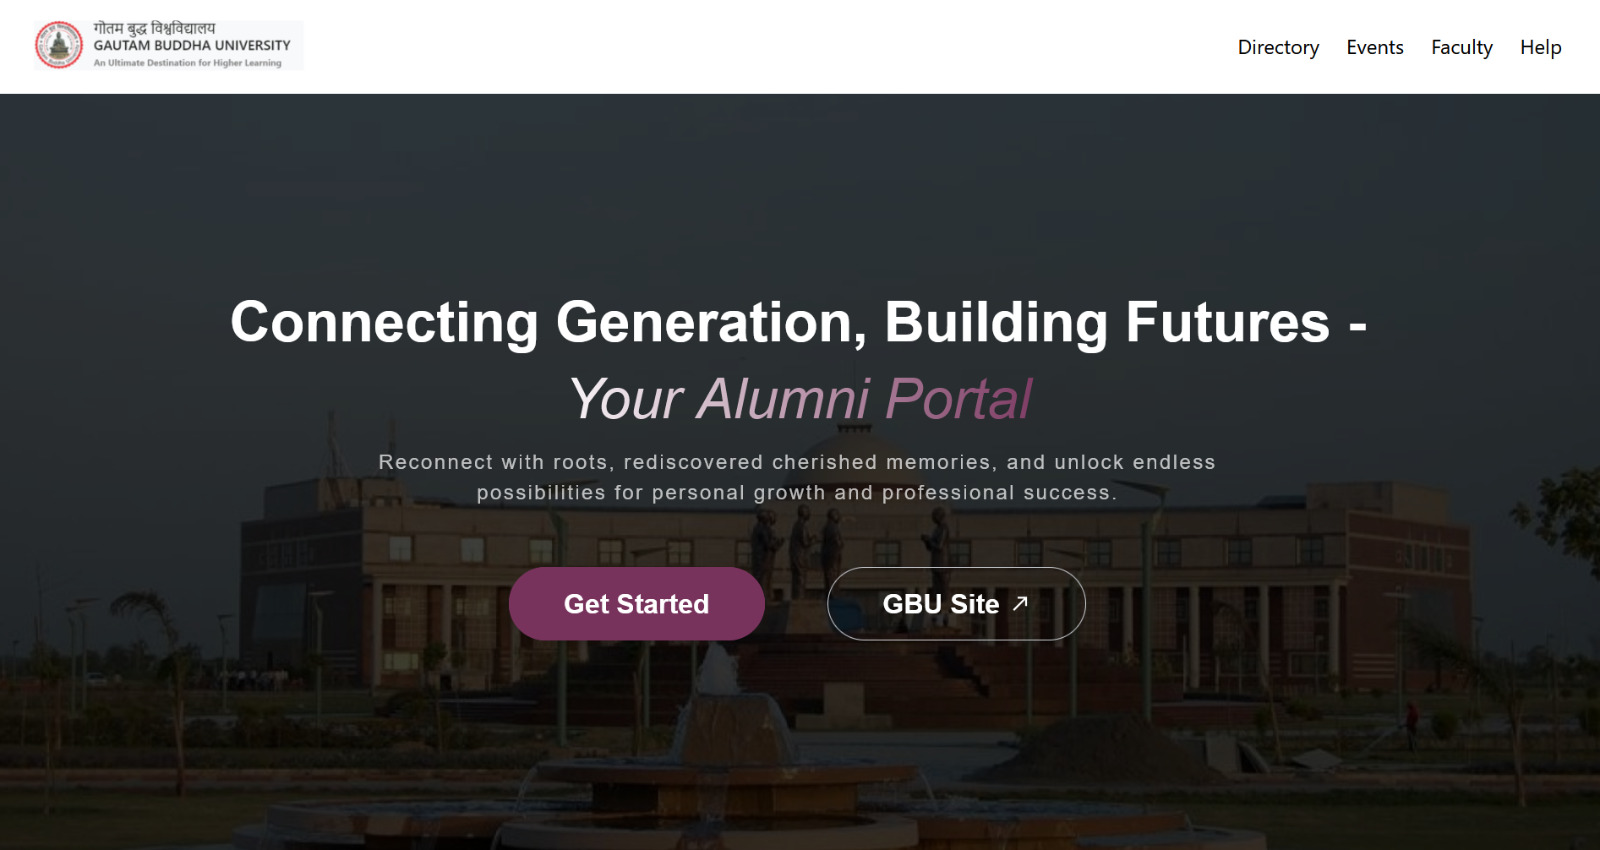 गौतम बुद्ध विश्वविद्यालय
GAUTAM BUDDHA UNIVERSITY
An Ultimate Destination for Higher Learning
Directory Events Faculty Help
Connecting Generation, Building Futures -
Your Alumni Portal
Reconnect with roots, rediscovered cherished memories, and unlock endless
possibilities for personal growth and professional success.
Get Started GBU Site ↗